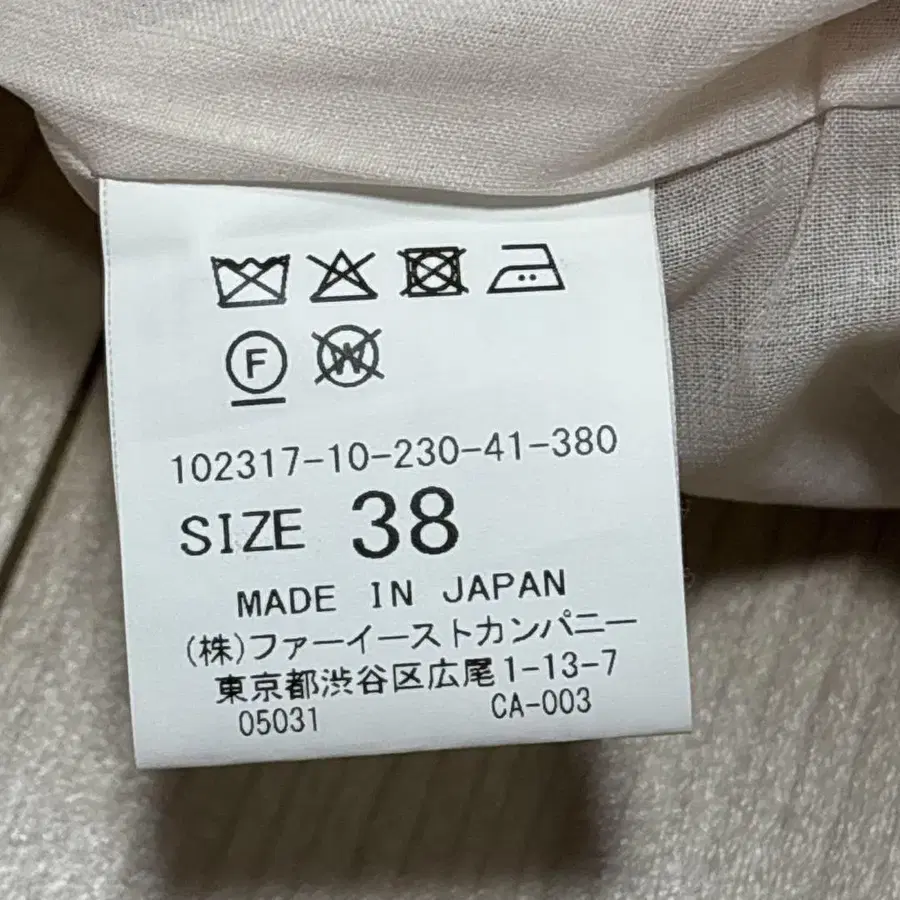 F W
102317-10-230-41-380
SIZE 38
MADE IN JAPAN
(株)ファーイーストカンパニー
東京都渋谷区広尾1-13-7
05031 CA-003